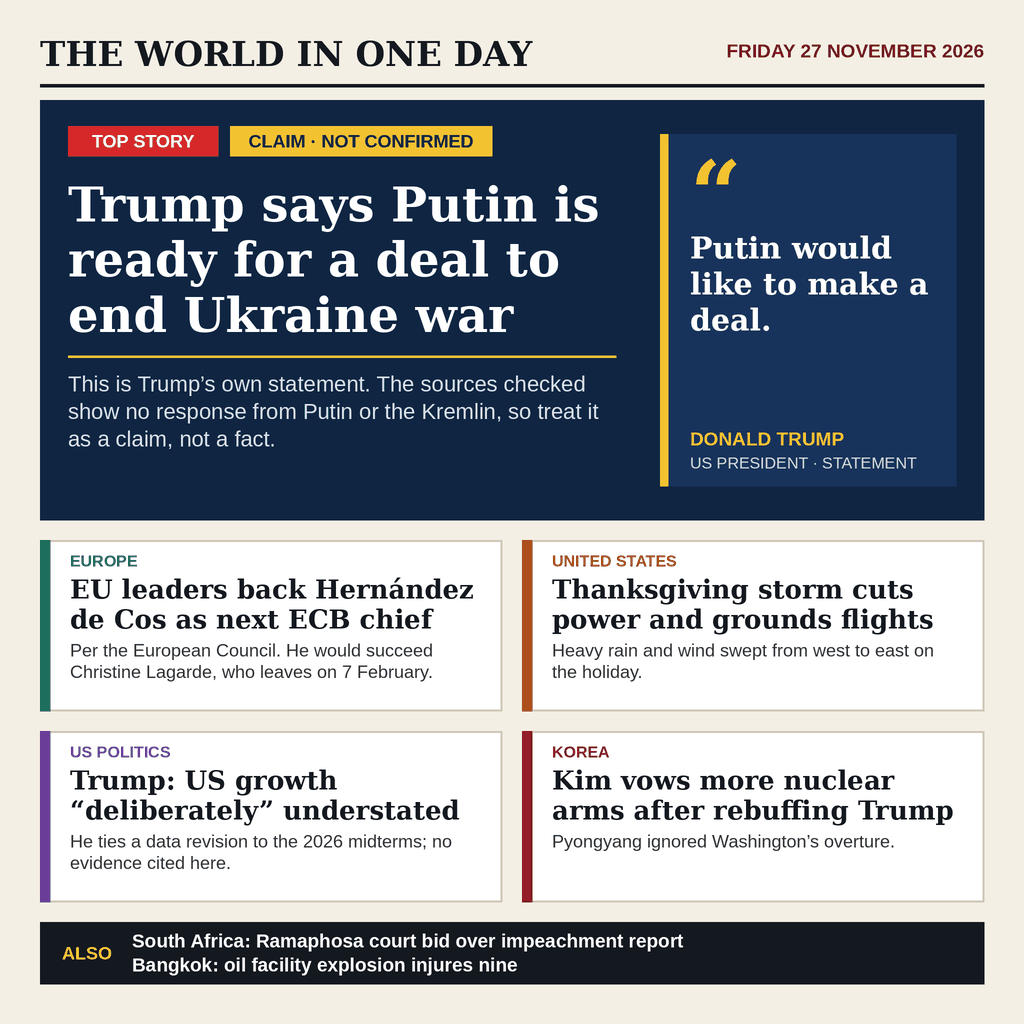 THE WORLD IN ONE DAY
FRIDAY 27 NOVEMBER 2026
TOP STORY
CLAIM · NOT CONFIRMED
Trump says Putin is
ready for a deal to
end Ukraine war
This is Trump’s own statement. The sources checked
show no response from Putin or the Kremlin, so treat it
as a claim, not a fact.
“
Putin would
like to make a
deal.
DONALD TRUMP
US PRESIDENT · STATEMENT
EUROPE
EU leaders back Hernández
de Cos as next ECB chief
Per the European Council. He would succeed
Christine Lagarde, who leaves on 7 February.
UNITED STATES
Thanksgiving storm cuts
power and grounds flights
Heavy rain and wind swept from west to east on
the holiday.
US POLITICS
Trump: US growth
“deliberately” understated
He ties a data revision to the 2026 midterms; no
evidence cited here.
KOREA
Kim vows more nuclear
arms after rebuffing Trump
Pyongyang ignored Washington’s overture.
ALSO
South Africa: Ramaphosa court bid over impeachment report
Bangkok: oil facility explosion injures nine